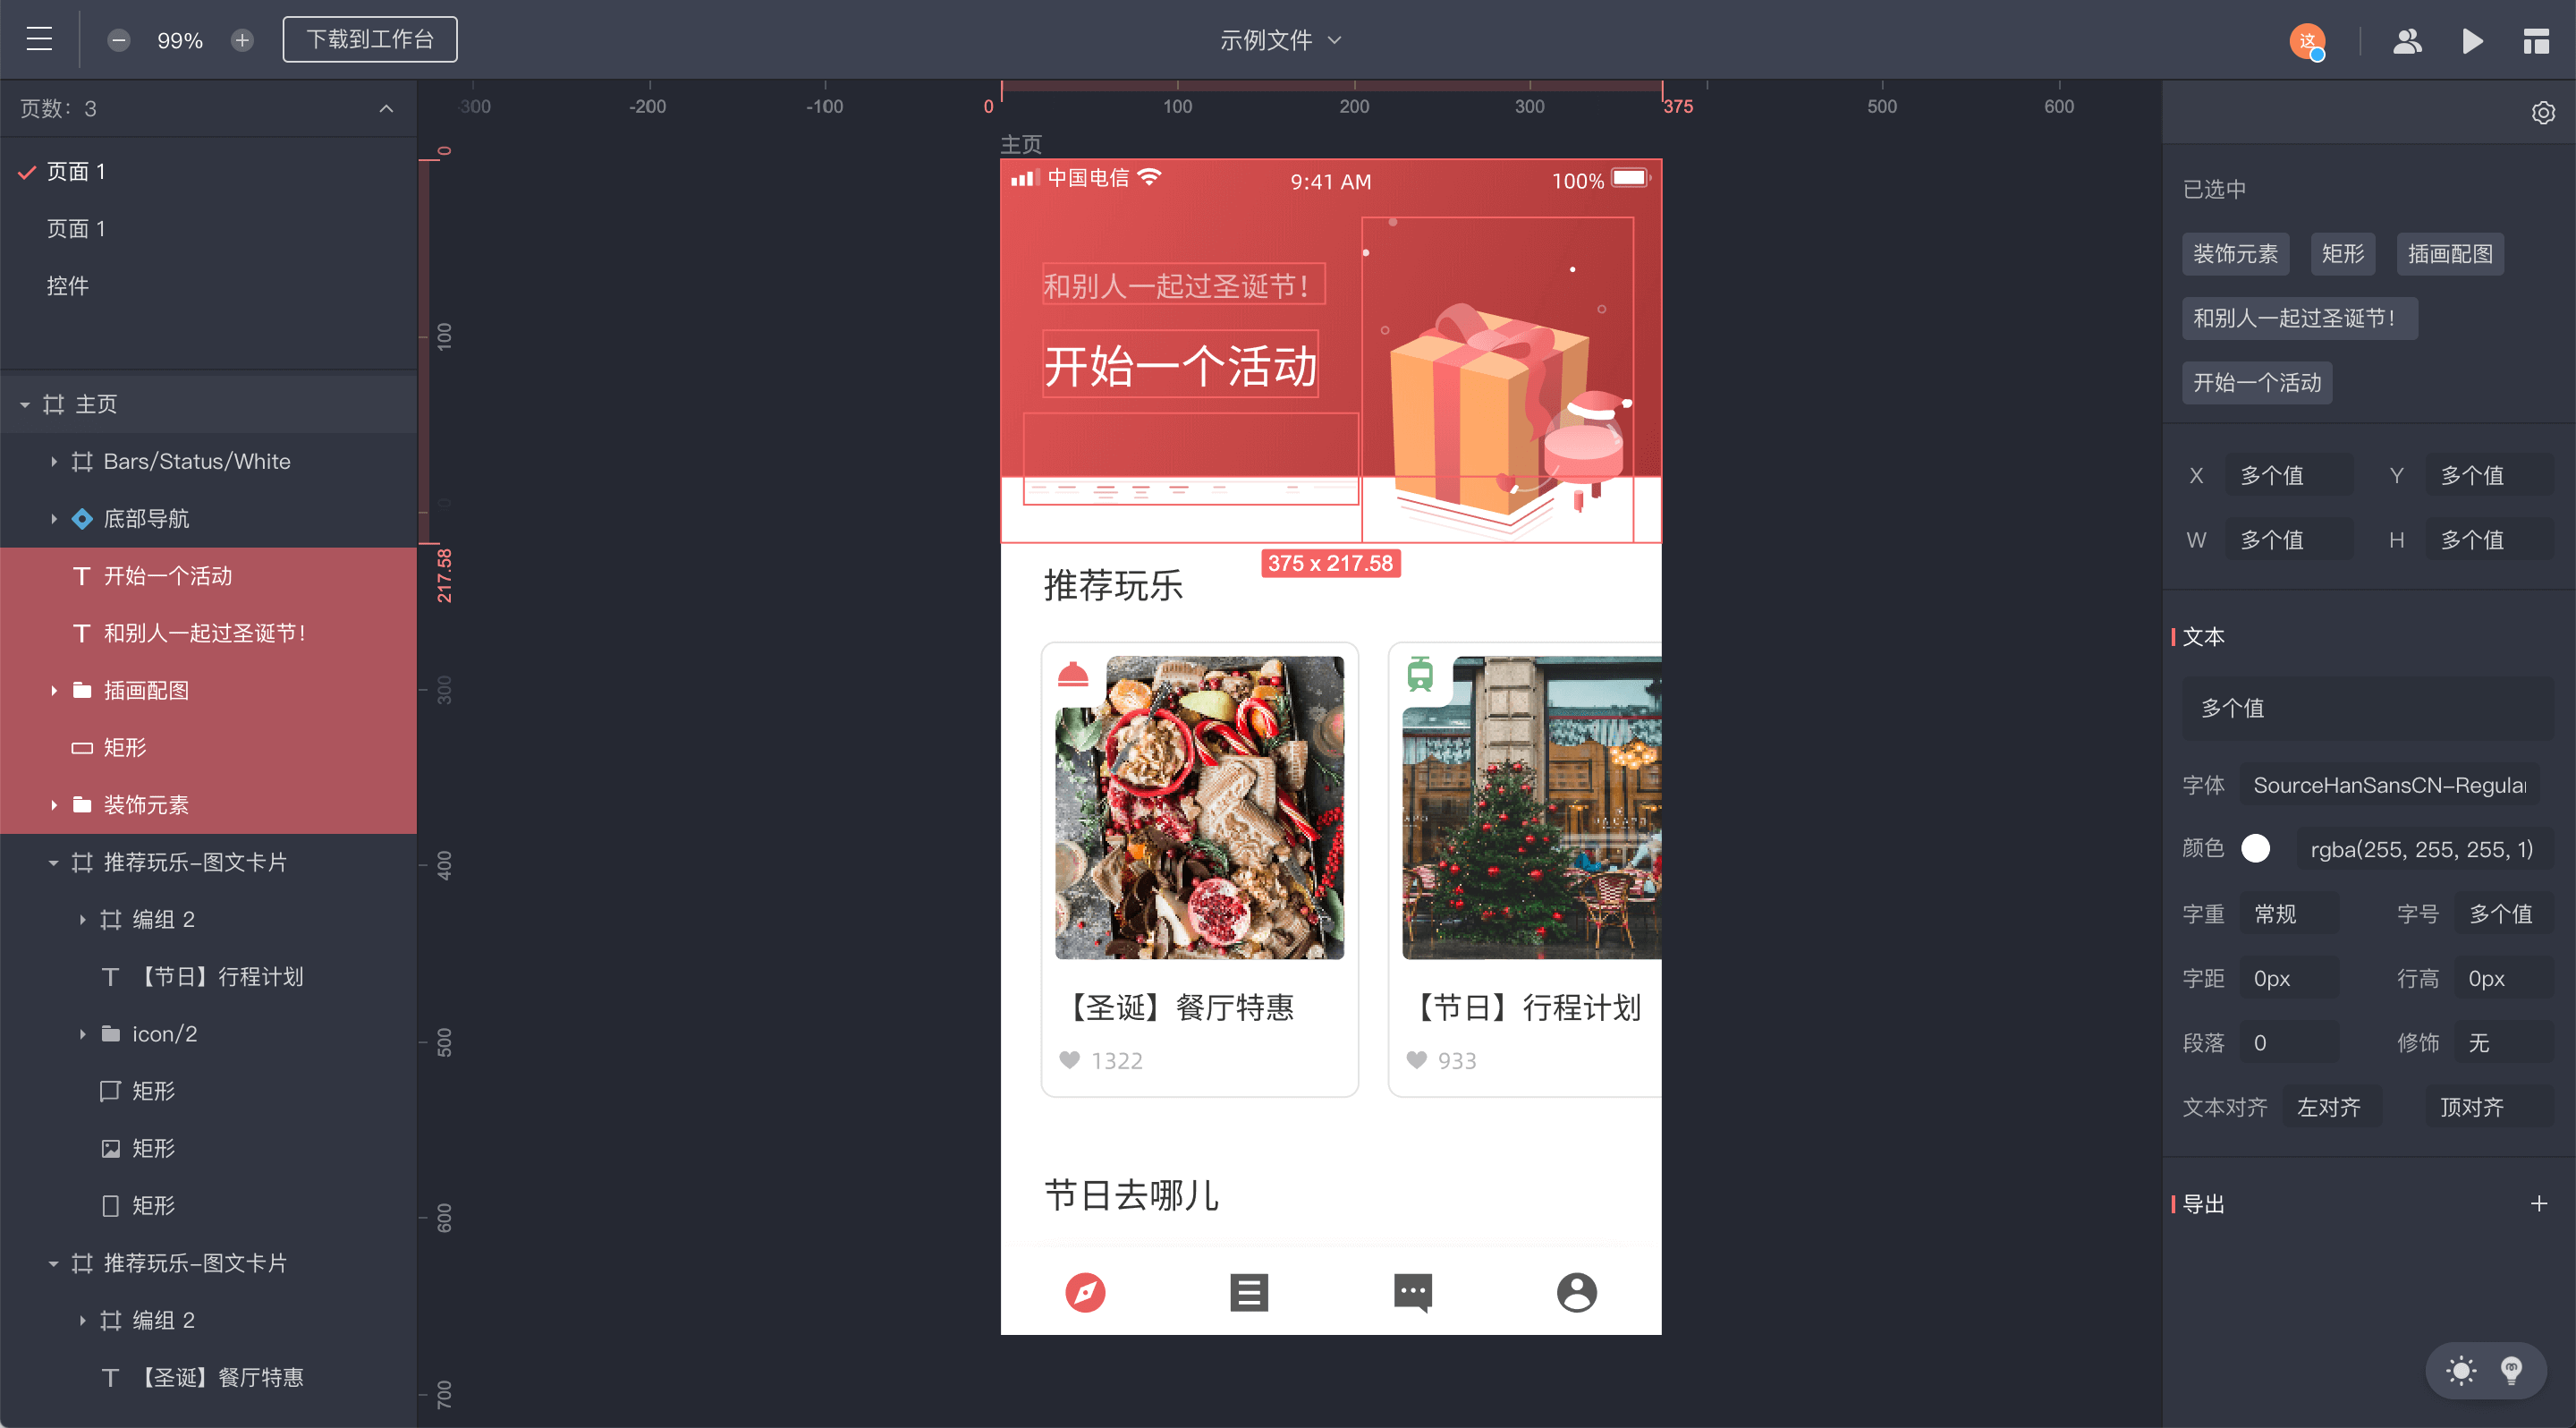 99%
下载到工作台
示例文件
这
页数：3
页面 1
页面 1
控件
主页
Bars/Status/White
底部导航
开始一个活动
和别人一起过圣诞节！
插画配图
矩形
装饰元素
推荐玩乐-图文卡片
编组 2
【节日】行程计划
icon/2
矩形
矩形
矩形
推荐玩乐-图文卡片
编组 2
【圣诞】餐厅特惠
-300 -200 -100 0 100 200 300 375 500 600
0
100
0
217.58
300
400
500
600
700
主页
中国电信 9:41 AM 100%
和别人一起过圣诞节！
开始一个活动
375 x 217.58
推荐玩乐
【圣诞】餐厅特惠
1322
【节日】行程计划
933
节日去哪儿
已选中
装饰元素 矩形 插画配图
和别人一起过圣诞节！
开始一个活动
X 多个值 Y 多个值
W 多个值 H 多个值
文本
多个值
字体 SourceHanSansCN-Regular
颜色 rgba(255, 255, 255, 1)
字重 常规 字号 多个值
字距 0px 行高 0px
段落 0 修饰 无
文本对齐 左对齐 顶对齐
导出